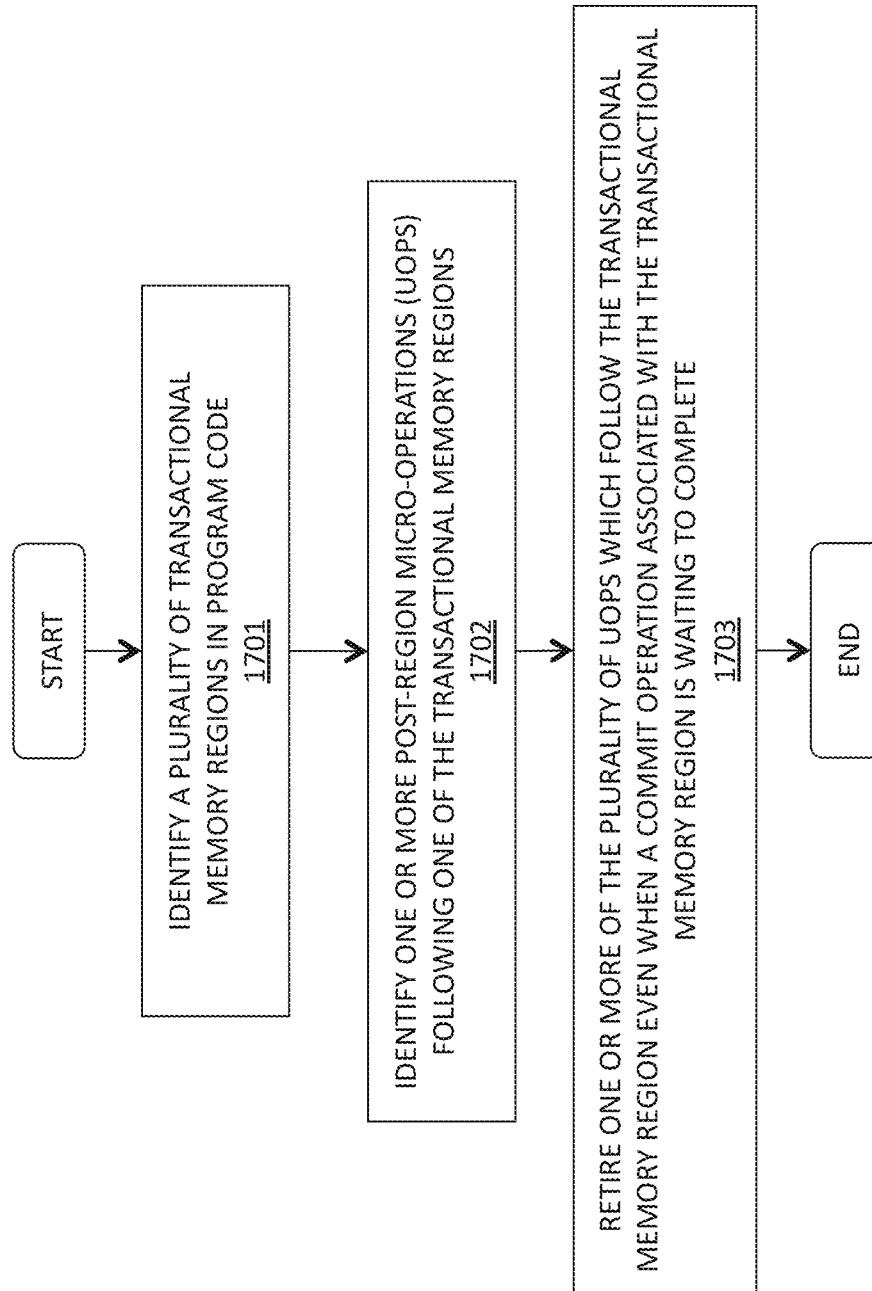 START
IDENTIFY A PLURALITY OF TRANSACTIONAL
MEMORY REGIONS IN PROGRAM CODE
1701
IDENTIFY ONE OR MORE POST-REGION MICRO-OPERATIONS (UOPS)
FOLLOWING ONE OF THE TRANSACTIONAL MEMORY REGIONS
1702
RETIRE ONE OR MORE OF THE PLURALITY OF UOPS WHICH FOLLOW THE TRANSACTIONAL
MEMORY REGION EVEN WHEN A COMMIT OPERATION ASSOCIATED WITH THE TRANSACTIONAL
MEMORY REGION IS WAITING TO COMPLETE
1703
END